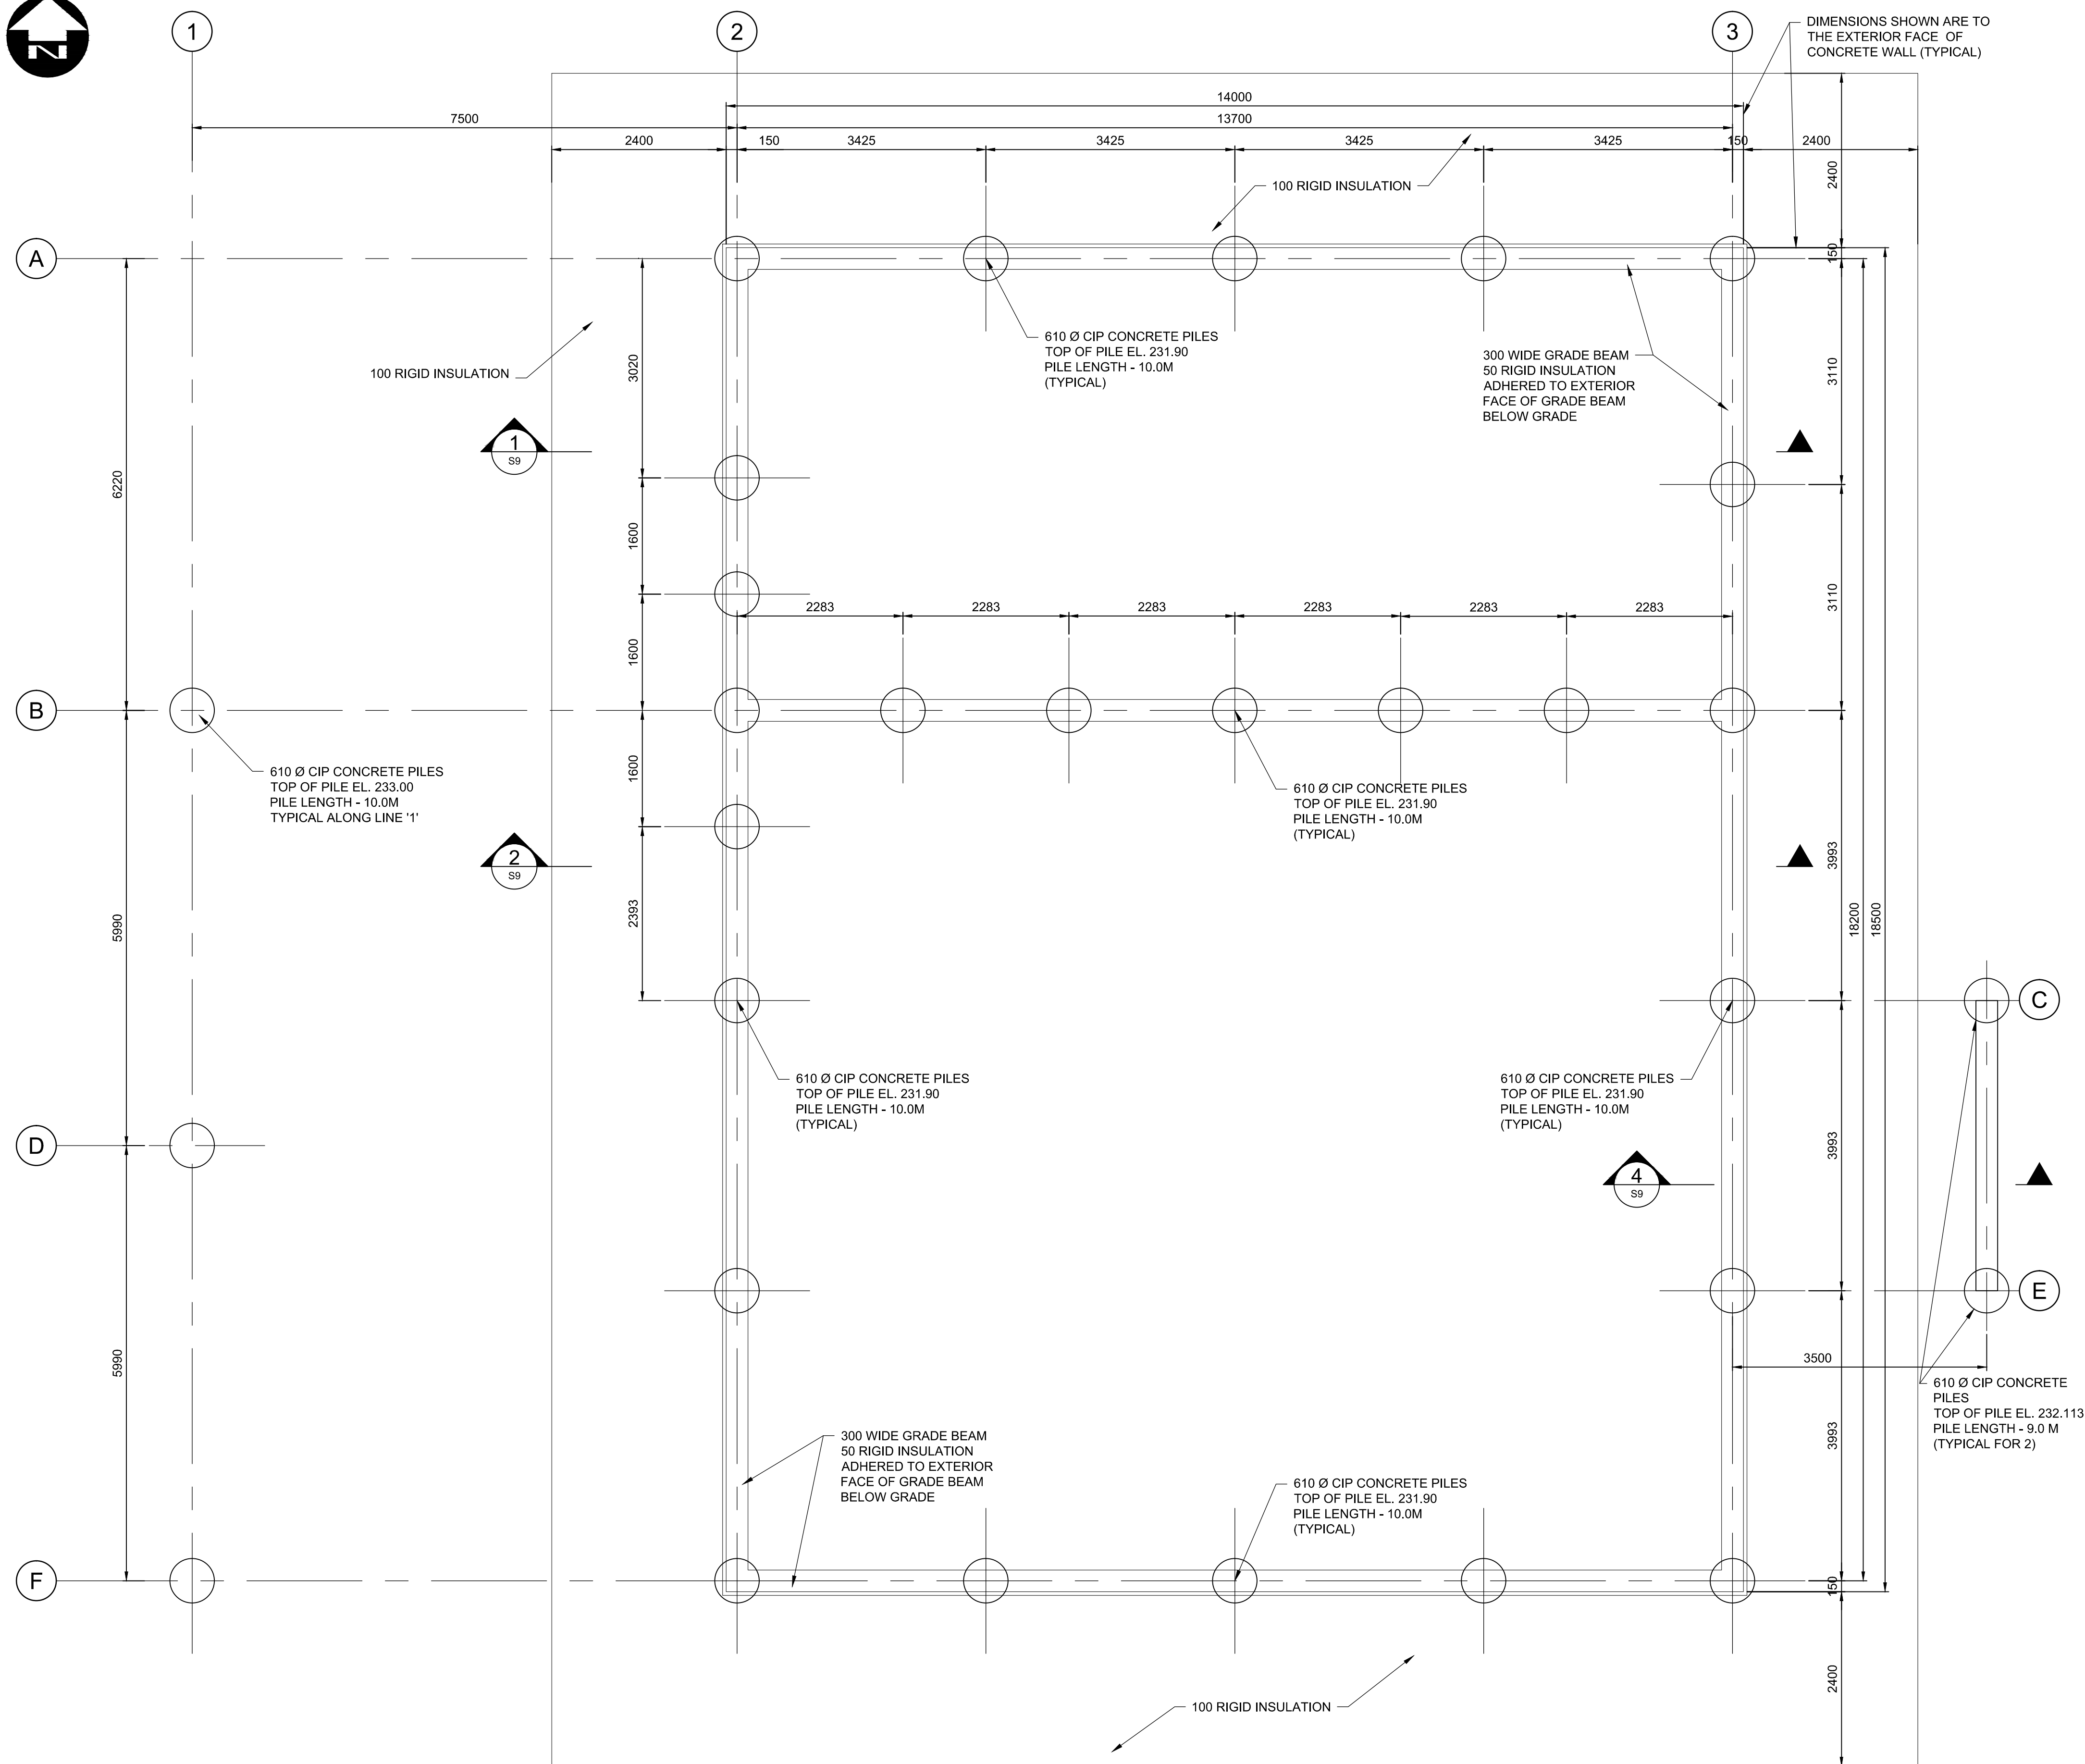 N
1
2
3
DIMENSIONS SHOWN ARE TO
THE EXTERIOR FACE OF
CONCRETE WALL (TYPICAL)
14000
7500
13700
2400
150
3425
3425
3425
3425
150
2400
2400
100 RIGID INSULATION
A
150
610 Ø CIP CONCRETE PILES
TOP OF PILE EL. 231.90
PILE LENGTH - 10.0M
(TYPICAL)
300 WIDE GRADE BEAM
50 RIGID INSULATION
ADHERED TO EXTERIOR
FACE OF GRADE BEAM
BELOW GRADE
100 RIGID INSULATION
3020
3110
1
S9
6220
1600
3110
2283
2283
2283
2283
2283
2283
1600
B
610 Ø CIP CONCRETE PILES
TOP OF PILE EL. 233.00
PILE LENGTH - 10.0M
TYPICAL ALONG LINE '1'
1600
610 Ø CIP CONCRETE PILES
TOP OF PILE EL. 231.90
PILE LENGTH - 10.0M
(TYPICAL)
2
S9
3993
5990
2393
18200
18500
C
610 Ø CIP CONCRETE PILES
TOP OF PILE EL. 231.90
PILE LENGTH - 10.0M
(TYPICAL)
610 Ø CIP CONCRETE PILES
TOP OF PILE EL. 231.90
PILE LENGTH - 10.0M
(TYPICAL)
D
3993
4
S9
E
5990
3500
610 Ø CIP CONCRETE
PILES
TOP OF PILE EL. 232.113
PILE LENGTH - 9.0 M
(TYPICAL FOR 2)
3993
300 WIDE GRADE BEAM
50 RIGID INSULATION
ADHERED TO EXTERIOR
FACE OF GRADE BEAM
BELOW GRADE
610 Ø CIP CONCRETE PILES
TOP OF PILE EL. 231.90
PILE LENGTH - 10.0M
(TYPICAL)
F
150
2400
100 RIGID INSULATION